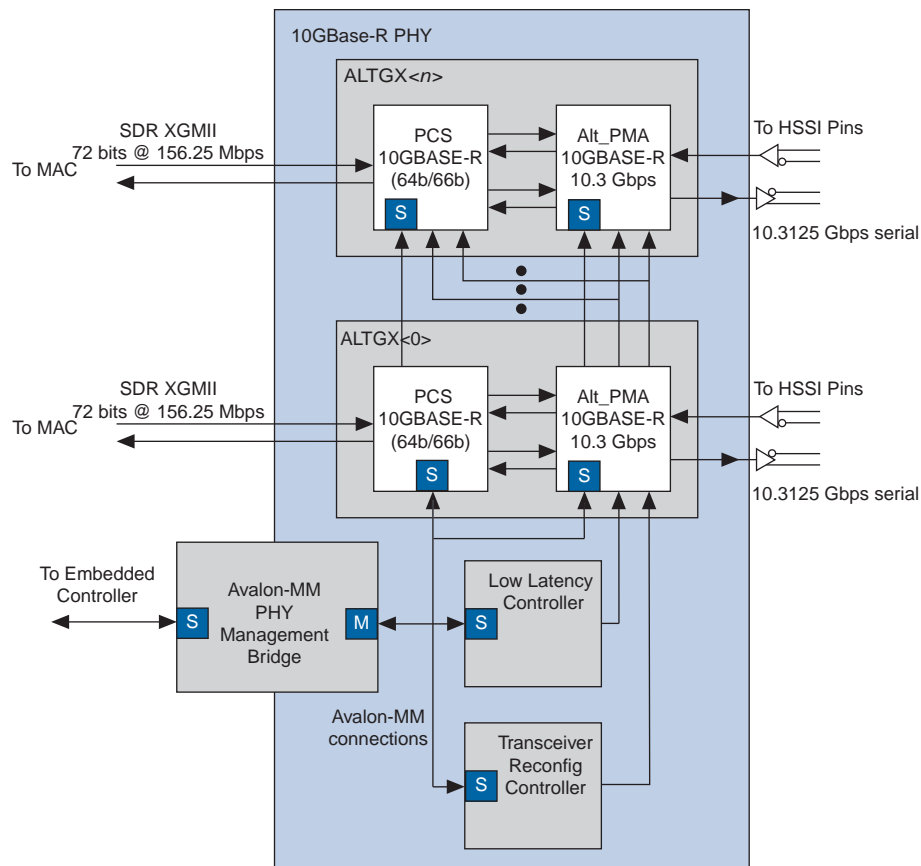 10GBase-R PHY
ALTGX<n>
SDR XGMII
72 bits @ 156.25 Mbps
To MAC
PCS
10GBASE-R
(64b/66b)
S
Alt_PMA
10GBASE-R
10.3 Gbps
S
To HSSI Pins
10.3125 Gbps serial
ALTGX<0>
SDR XGMII
72 bits @ 156.25 Mbps
To MAC
PCS
10GBASE-R
(64b/66b)
S
Alt_PMA
10GBASE-R
10.3 Gbps
S
To HSSI Pins
10.3125 Gbps serial
To Embedded
Controller
S
Avalon-MM
PHY
Management
Bridge
M
Low Latency
Controller
S
Avalon-MM
connections
Transceiver
Reconfig
Controller
S